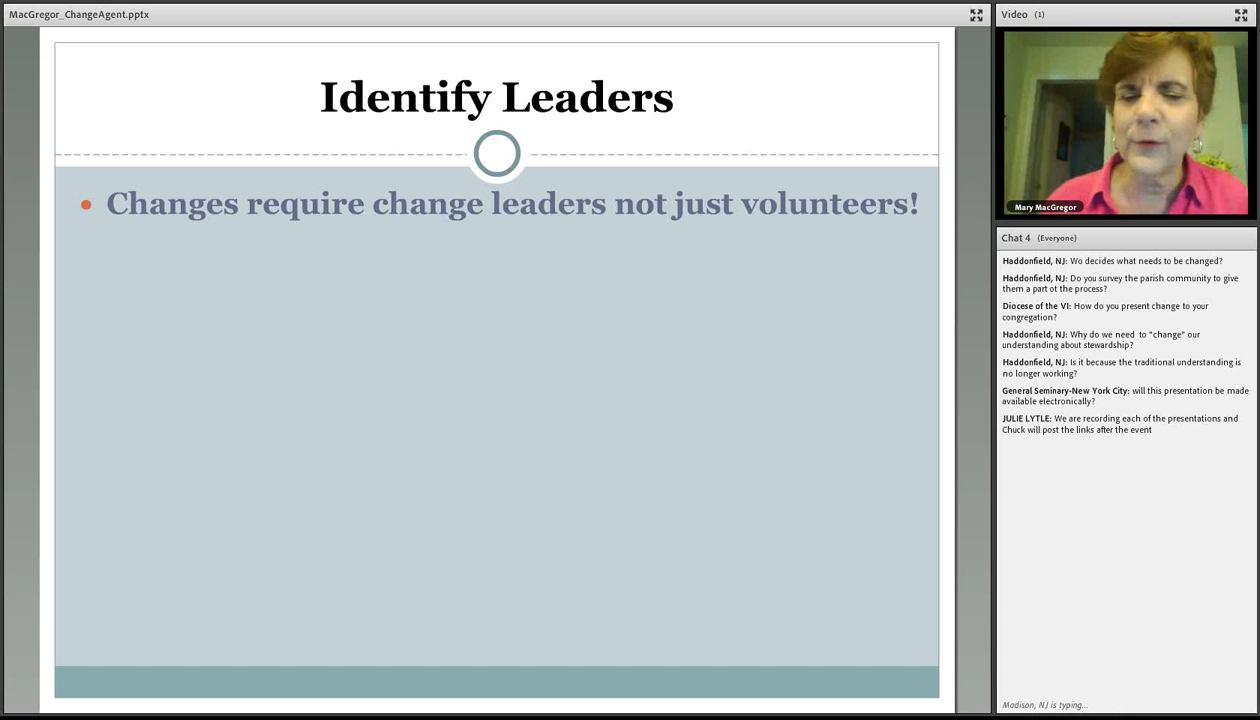 MacGregor_ChangeAgent.pptx
Identify Leaders
• Changes require change leaders not just volunteers!
Video (1)
Mary MacGregor
Chat 4 (Everyone)
Haddonfield, NJ: Wo decides what needs to be changed?
Haddonfield, NJ: Do you survey the parish community to give
them a part ot the process?
Diocese of the VI: How do you present change to your
congregation?
Haddonfield, NJ: Why do we need to "change" our
understanding about stewardship?
Haddonfield, NJ: Is it because the traditional understanding is
no longer working?
General Seminary-New York City: will this presentation be made
available electronically?
JULIE LYTLE: We are recording each of the presentations and
Chuck will post the links after the event
Madison, NJ is typing...